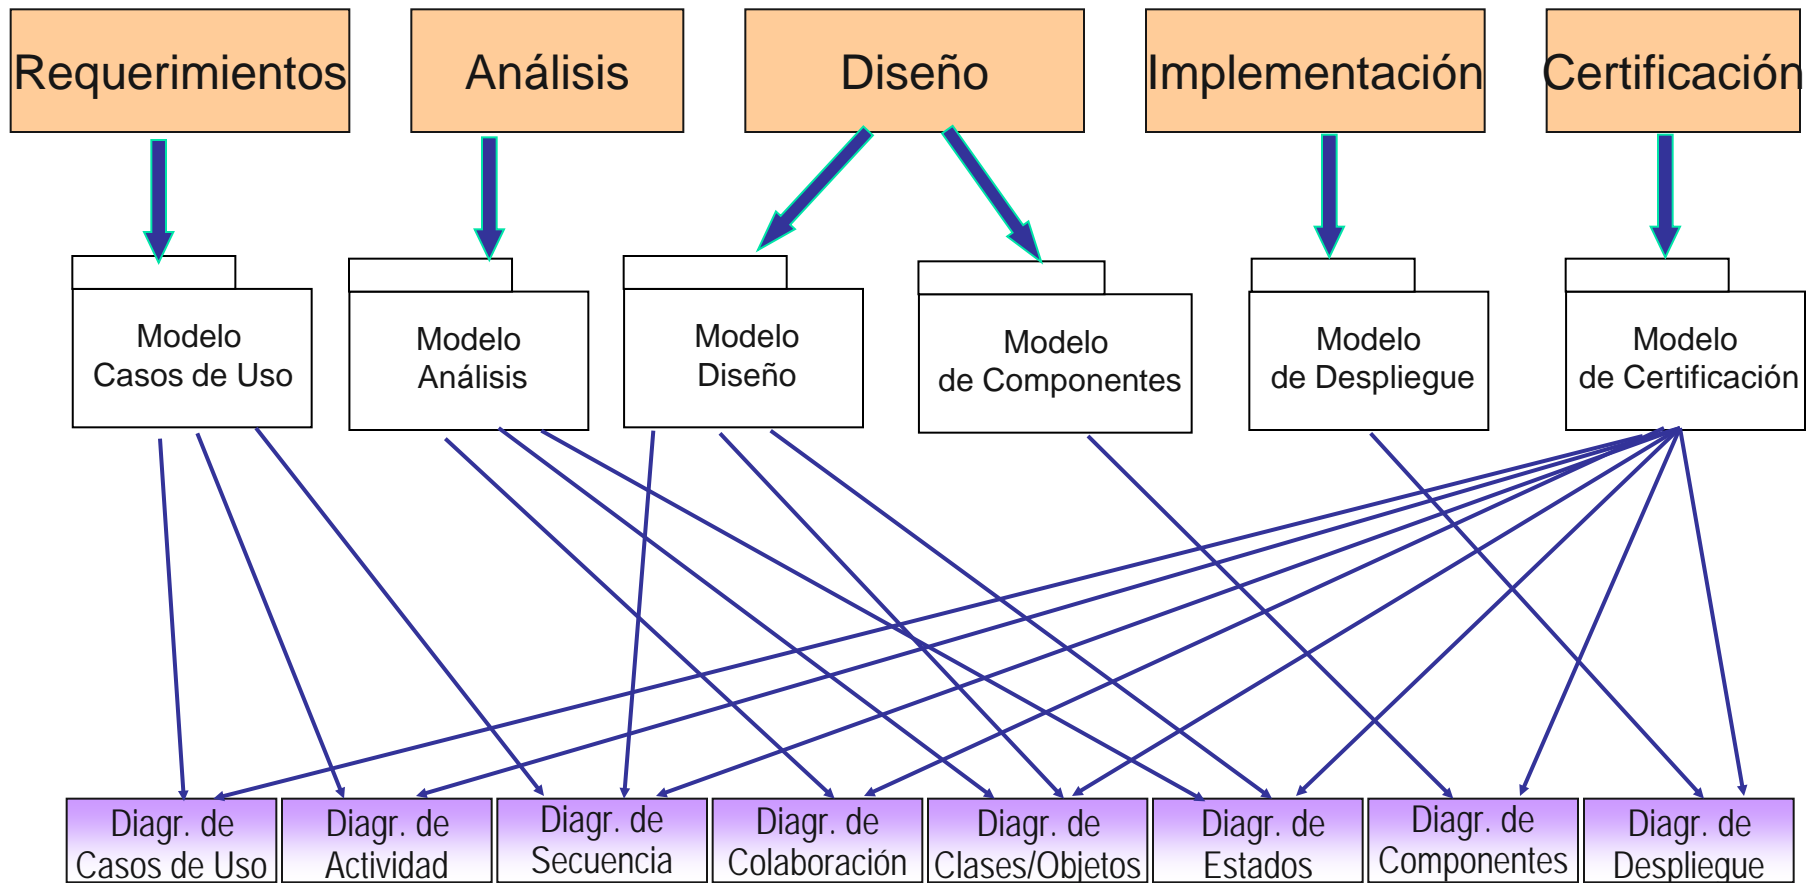 Requerimientos
Análisis
Diseño
Implementación
Certificación
Modelo
Casos de Uso
Modelo
Análisis
Modelo
Diseño
Modelo
de Componentes
Modelo
de Despliegue
Modelo
de Certificación
Diagr. de
Casos de Uso
Diagr. de
Actividad
Diagr. de
Secuencia
Diagr. de
Colaboración
Diagr. de
Clases/Objetos
Diagr. de
Estados
Diagr. de
Componentes
Diagr. de
Despliegue